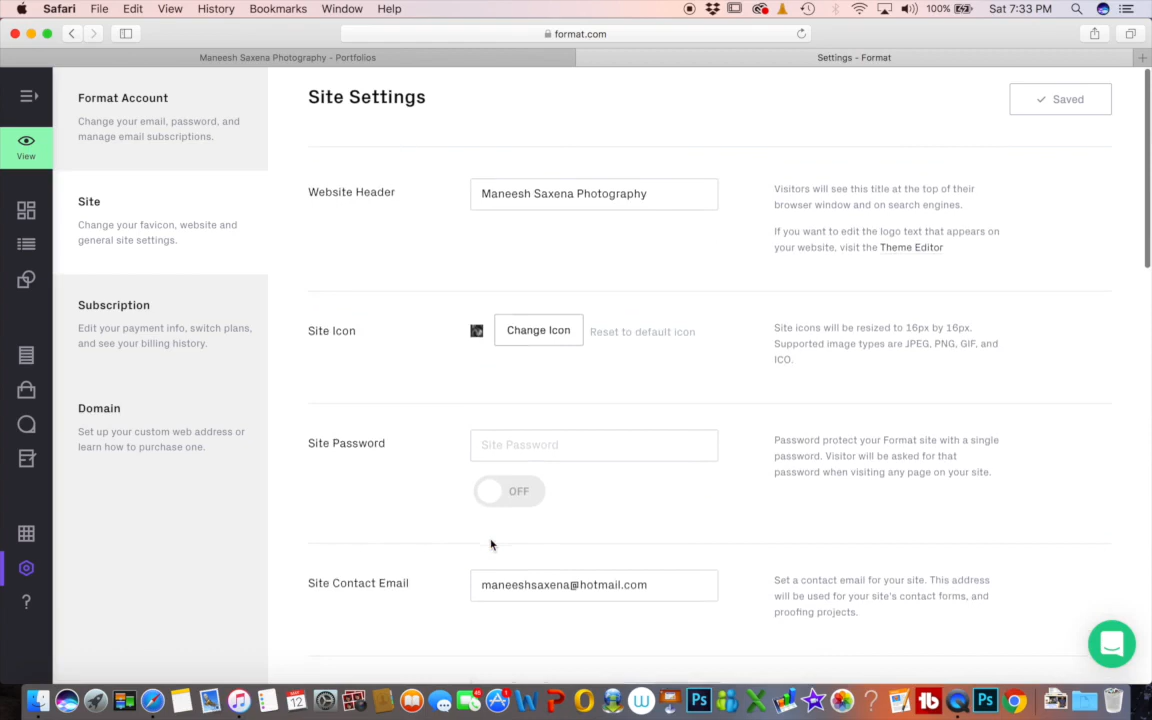 Safari File Edit View History Bookmarks Window Help
100% Sat 7:33 PM
format.com
Maneesh Saxena Photography - Portfolios
Settings - Format
View
Format Account
Change your email, password, and
manage email subscriptions.
Site
Change your favicon, website and
general site settings.
Subscription
Edit your payment info, switch plans,
and see your billing history.
Domain
Set up your custom web address or
learn how to purchase one.
Site Settings
Saved
Website Header
Maneesh Saxena Photography
Visitors will see this title at the top of their
browser window and on search engines.
If you want to edit the logo text that appears on
your website, visit the Theme Editor
Site Icon
Change Icon
Reset to default icon
Site icons will be resized to 16px by 16px.
Supported image types are JPEG, PNG, GIF, and
ICO.
Site Password
Site Password
OFF
Password protect your Format site with a single
password. Visitor will be asked for that
password when visiting any page on your site.
Site Contact Email
maneeshsaxena@hotmail.com
Set a contact email for your site. This address
will be used for your site's contact forms, and
proofing projects.